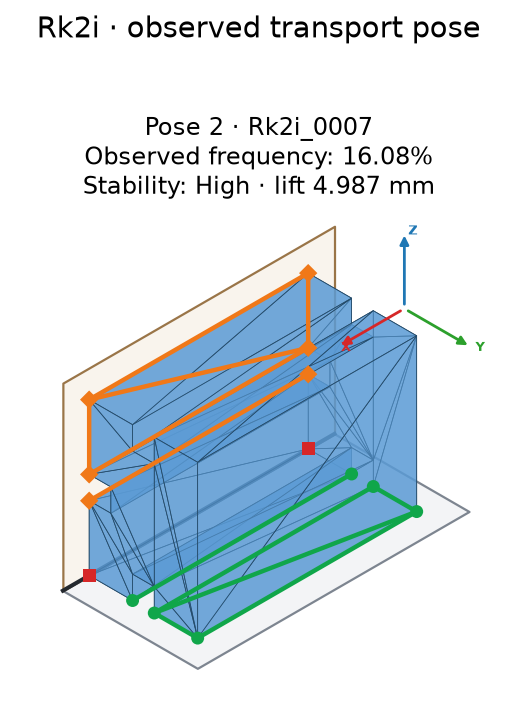 Rk2i · observed transport pose
Pose 2 · Rk2i_0007
Observed frequency: 16.08%
Stability: High · lift 4.987 mm
Z
Y